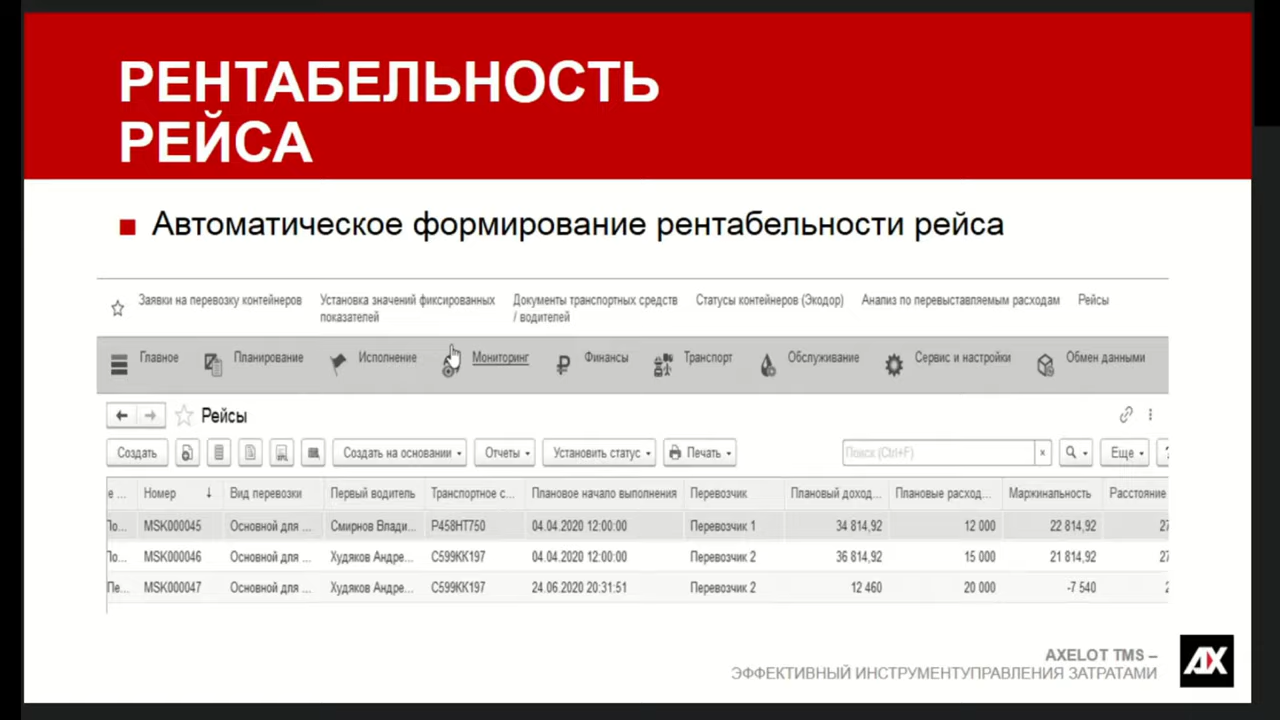 РЕНТАБЕЛЬНОСТЬ
РЕЙСА
Автоматическое формирование рентабельности рейса
Заявки на перевозку контейнеров Установка значений фиксированных Документы транспортных средств Статусы контейнеров (Экодор) Анализ по перевыставляемым расходам Рейсы
показателей / водителей
Главное Планирование Исполнение Мониторинг Финансы Транспорт Обслуживание Сервис и настройки Обмен данными
Рейсы
Создать Создать на основании Отчеты Установить статус Печать Поиск (Ctrl+F) × Еще ?
е ... Номер ↓ Вид перевозки Первый водитель Транспортное с... Плановое начало выполнения Перевозчик Плановый доход... Плановые расход... Маржинальность Расстояние
По... MSK000045 Основной для ... Смирнов Влади... Р458НТ750 04.04.2020 12:00:00 Перевозчик 1 34 814,92 12 000 22 814,92 27
По... MSK000046 Основной для ... Худяков Андре... С599КК197 04.04.2020 12:00:00 Перевозчик 2 36 814,92 15 000 21 814,92 27
Пе... MSK000047 Основной для ... Худяков Андре... С599КК197 24.06.2020 20:31:51 Перевозчик 2 12 460 20 000 -7 540 2
AXELOT TMS –
ЭФФЕКТИВНЫЙ ИНСТРУМЕНТУПРАВЛЕНИЯ ЗАТРАТАМИ
AX